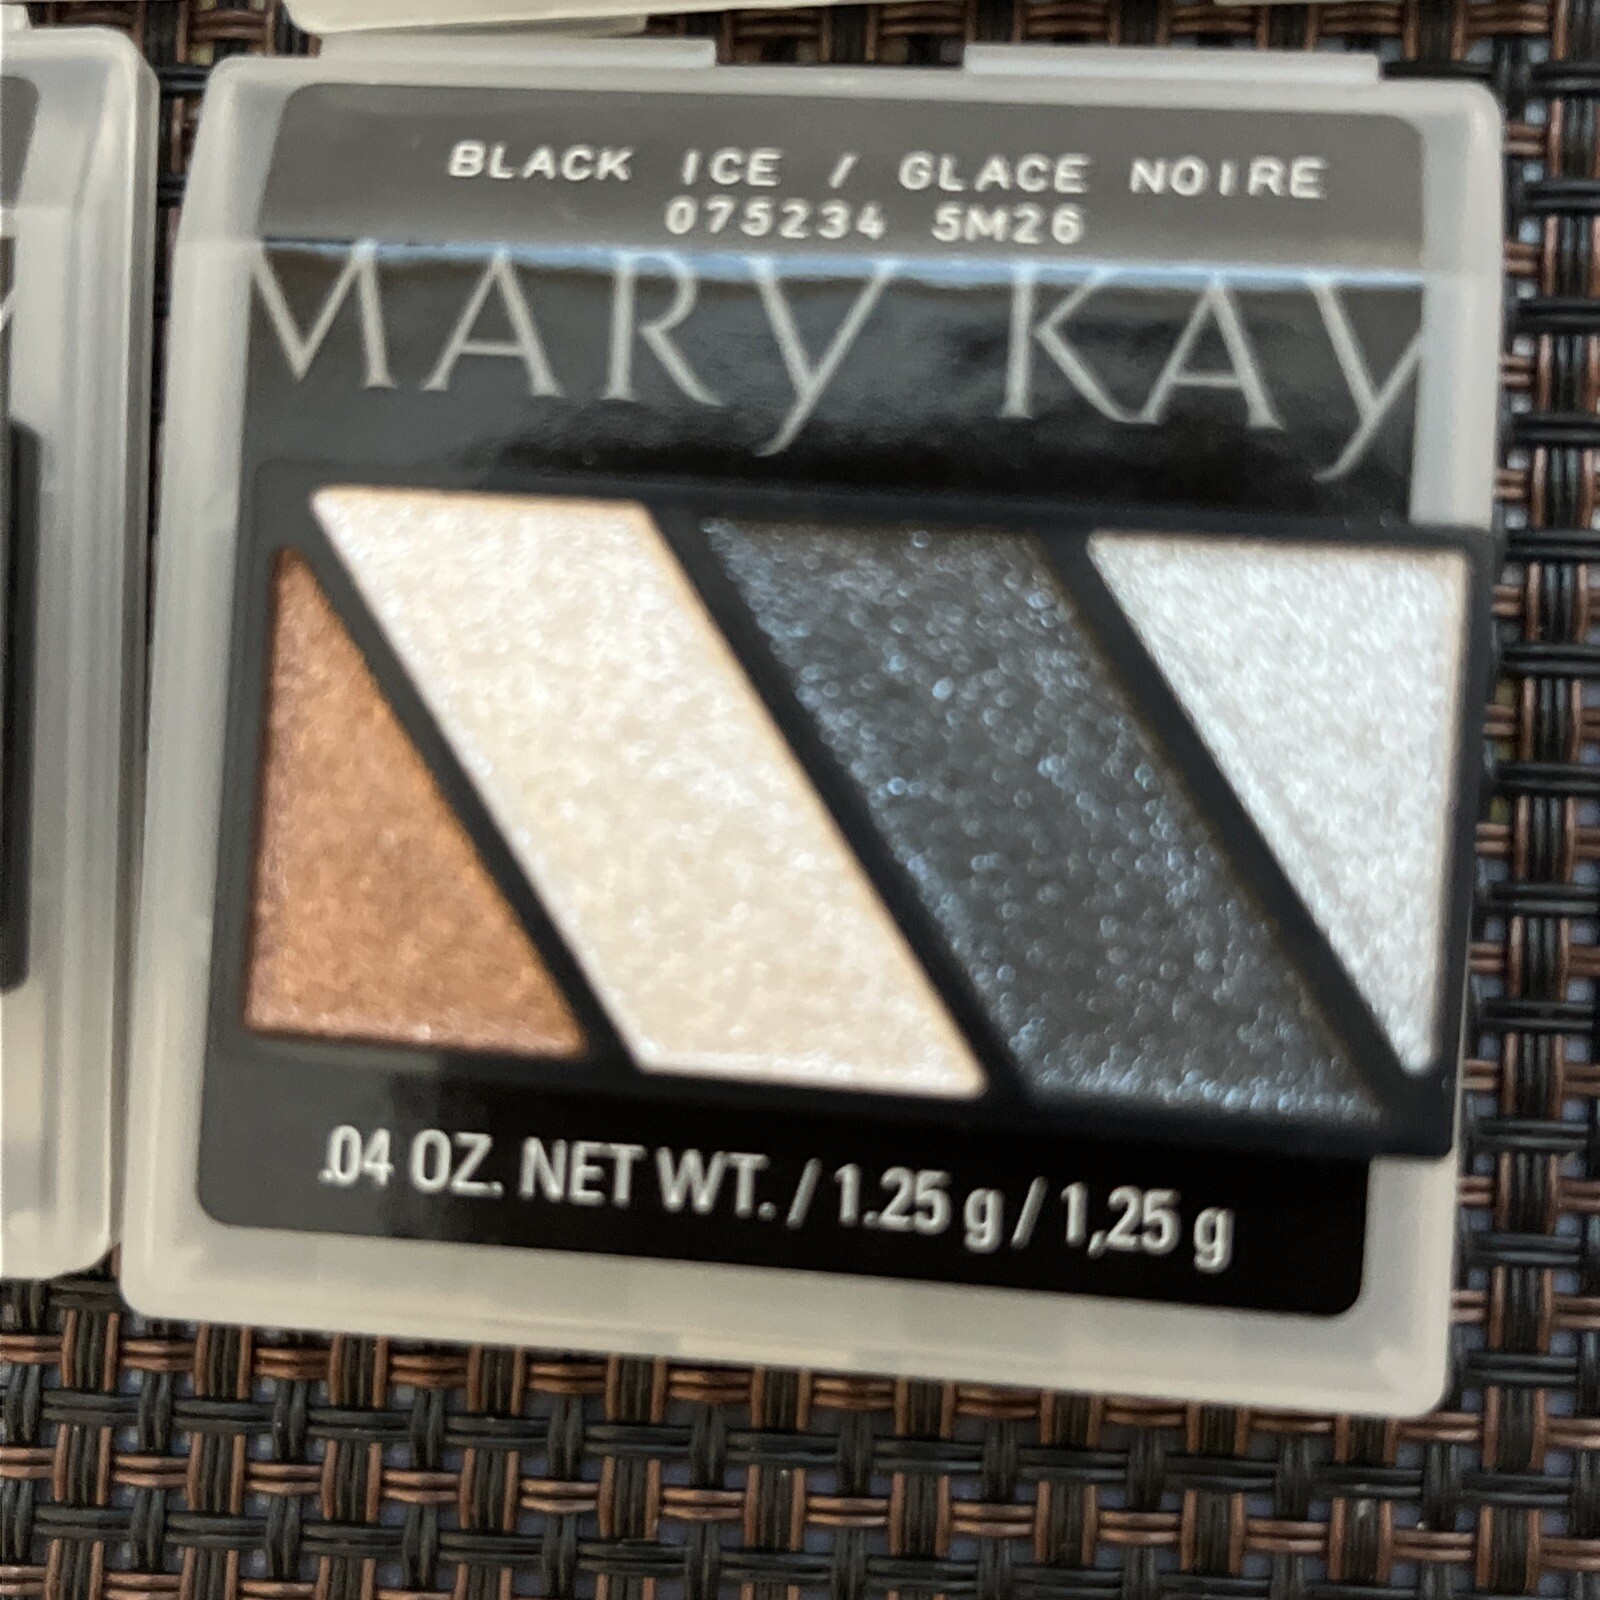 BLACK ICE / GLACE NOIRE
075234 5M26
MARY KAY
.04 OZ. NET WT. / 1.25 g / 1,25 g